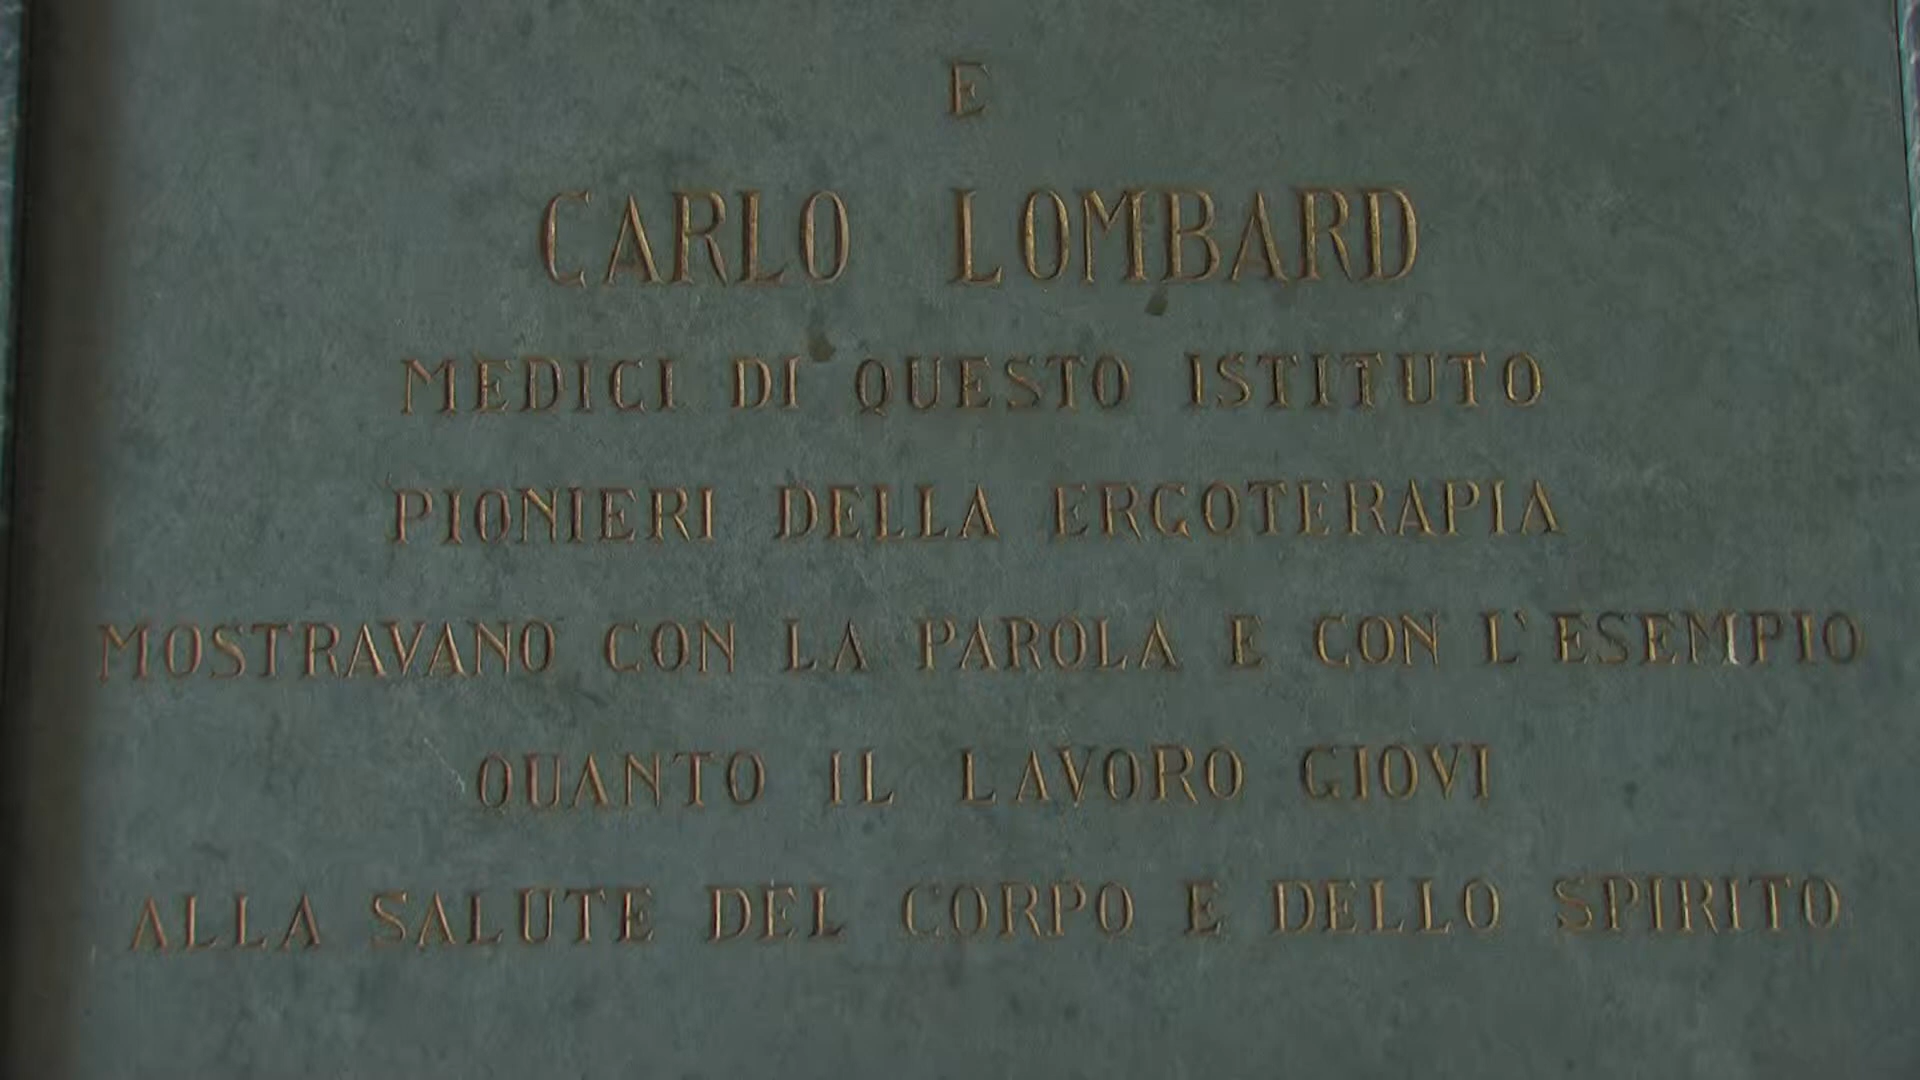 E
CARLO LOMBARD
MEDICI DI QUESTO ISTITUTO
PIONIERI DELLA ERGOTERAPIA
MOSTRAVANO CON LA PAROLA E CON L'ESEMPIO
QUANTO IL LAVORO GIOVI
ALLA SALUTE DEL CORPO E DELLO SPIRITO